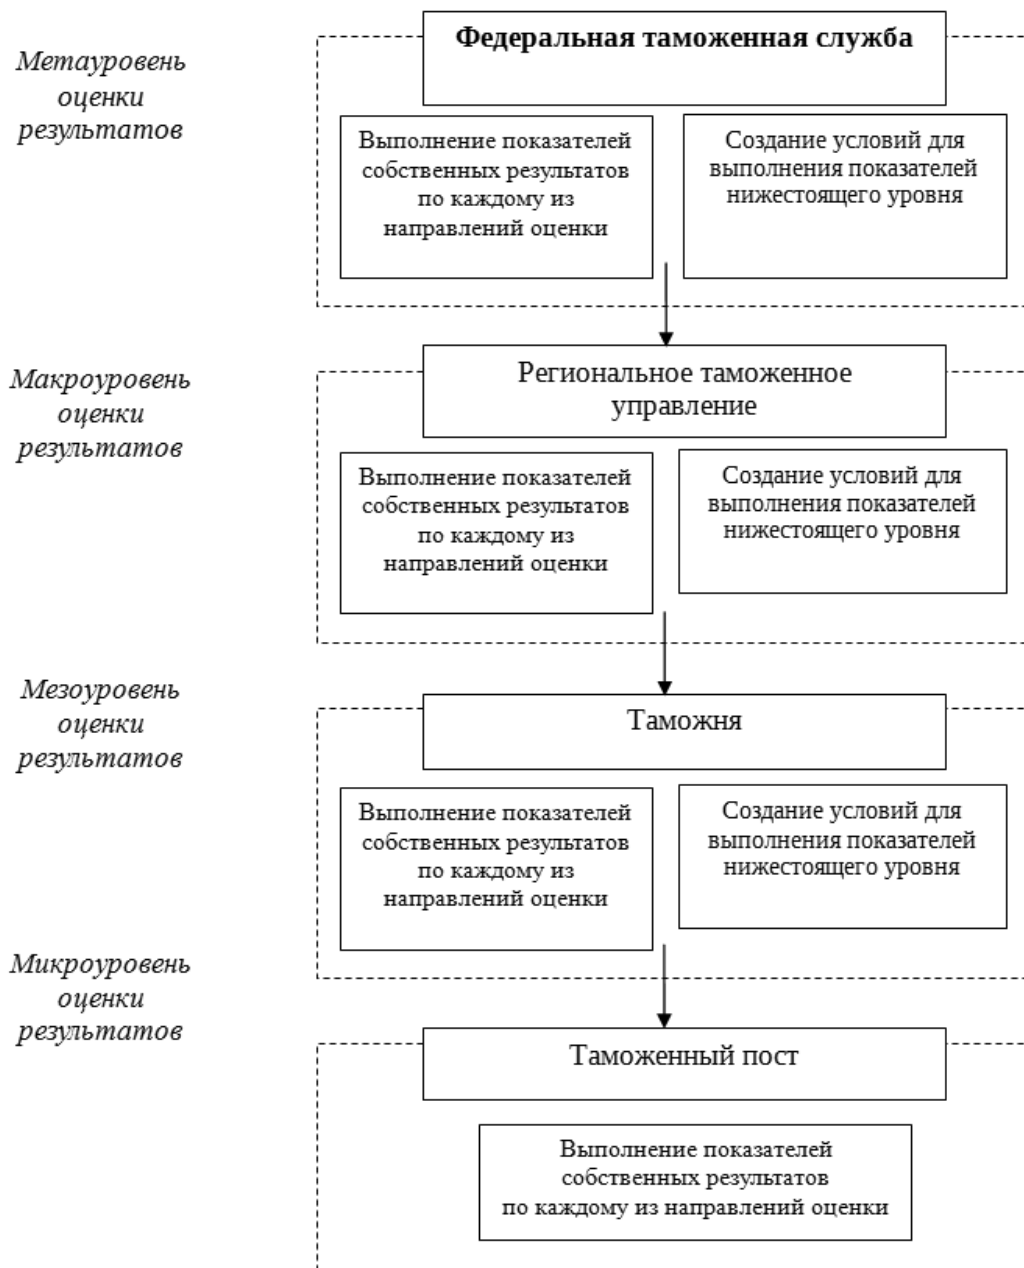 Метауровень
оценки
результатов
Федеральная таможенная служба
Выполнение показателей
собственных результатов
по каждому из
направлений оценки
Создание условий для
выполнения показателей
нижестоящего уровня
Макроуровень
оценки
результатов
Региональное таможенное
управление
Выполнение показателей
собственных результатов
по каждому из
направлений оценки
Создание условий для
выполнения показателей
нижестоящего уровня
Мезоуровень
оценки
результатов
Таможня
Выполнение показателей
собственных результатов
по каждому из
направлений оценки
Создание условий для
выполнения показателей
нижестоящего уровня
Микроуровень
оценки
результатов
Таможенный пост
Выполнение показателей
собственных результатов
по каждому из направлений оценки